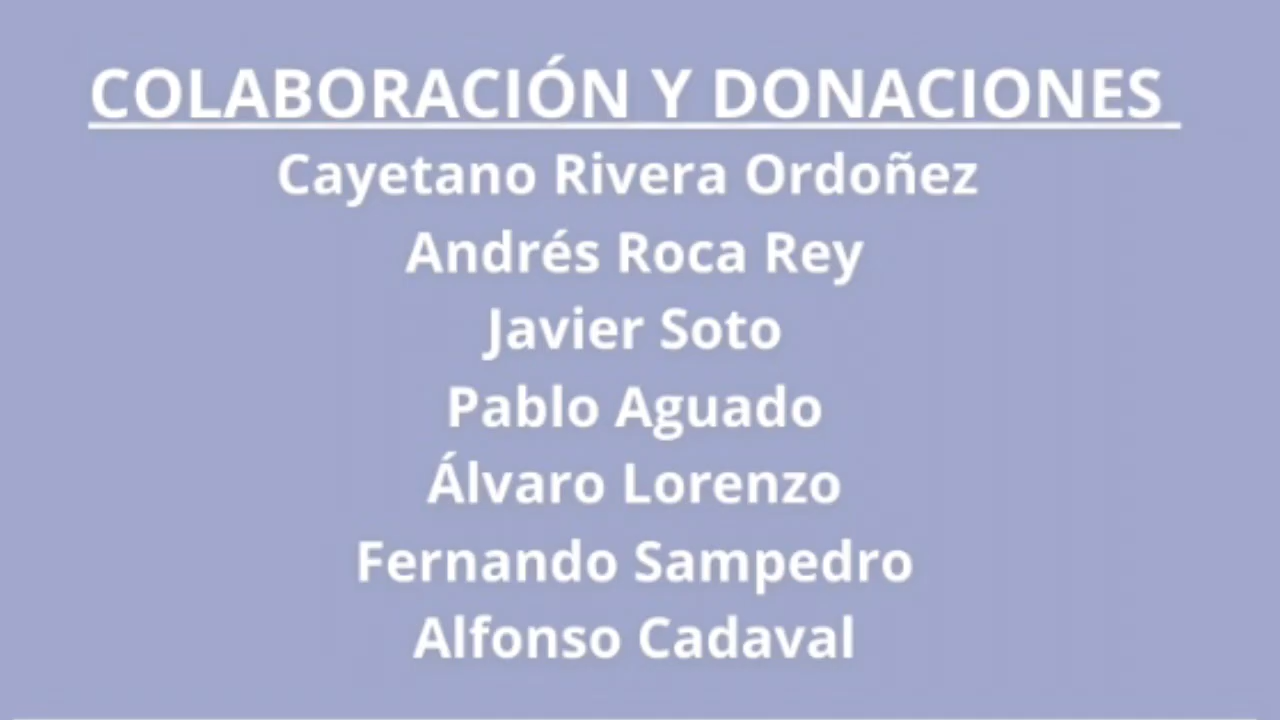 COLABORACIÓN Y DONACIONES
Cayetano Rivera Ordoñez
Andrés Roca Rey
Javier Soto
Pablo Aguado
Álvaro Lorenzo
Fernando Sampedro
Alfonso Cadaval